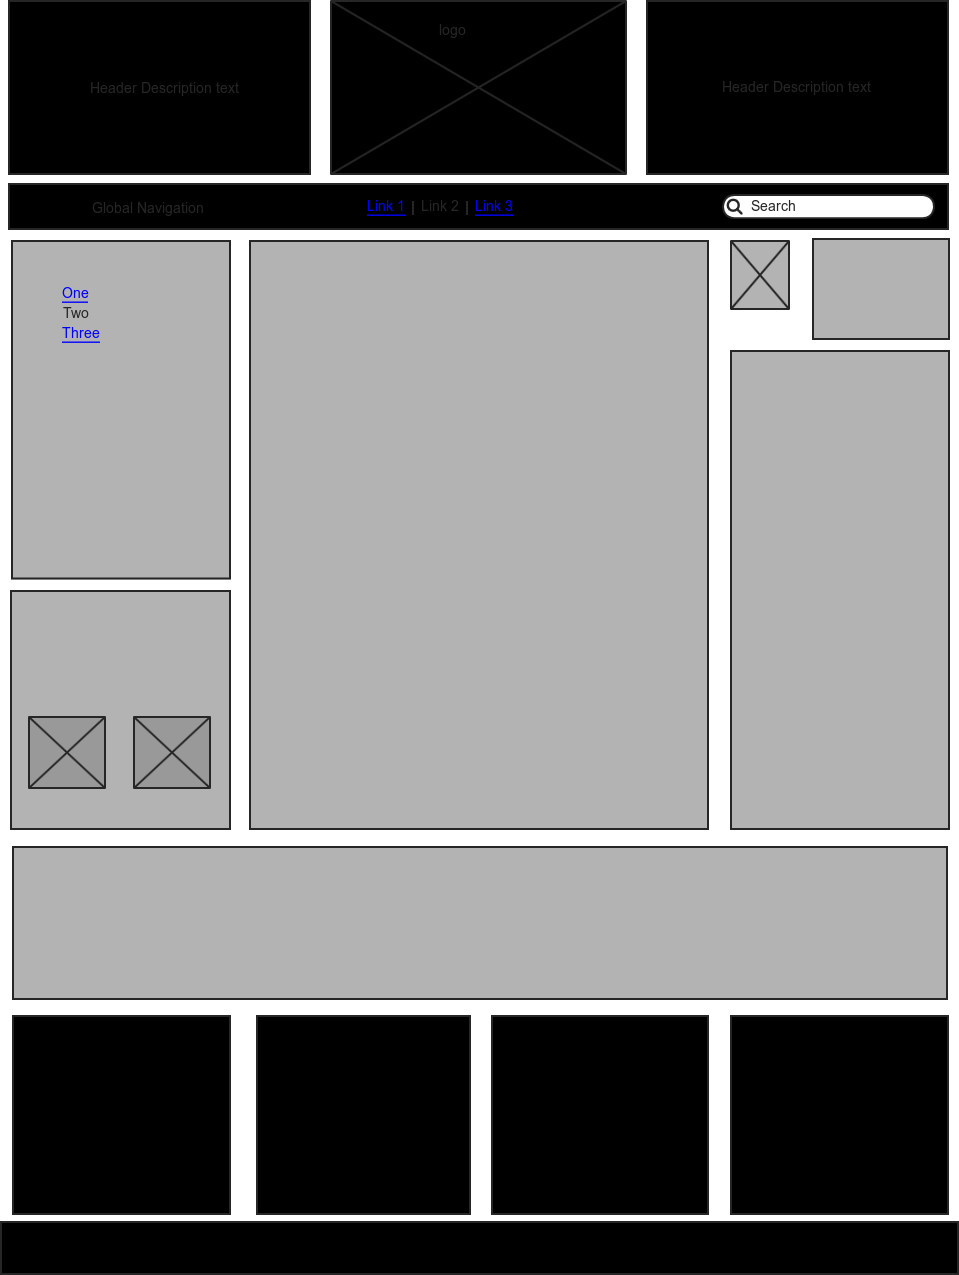 logo
Header Description text
Header Description text
Global Navigation
Link 1 | Link 2 | Link 3
Search
One
Two
Three